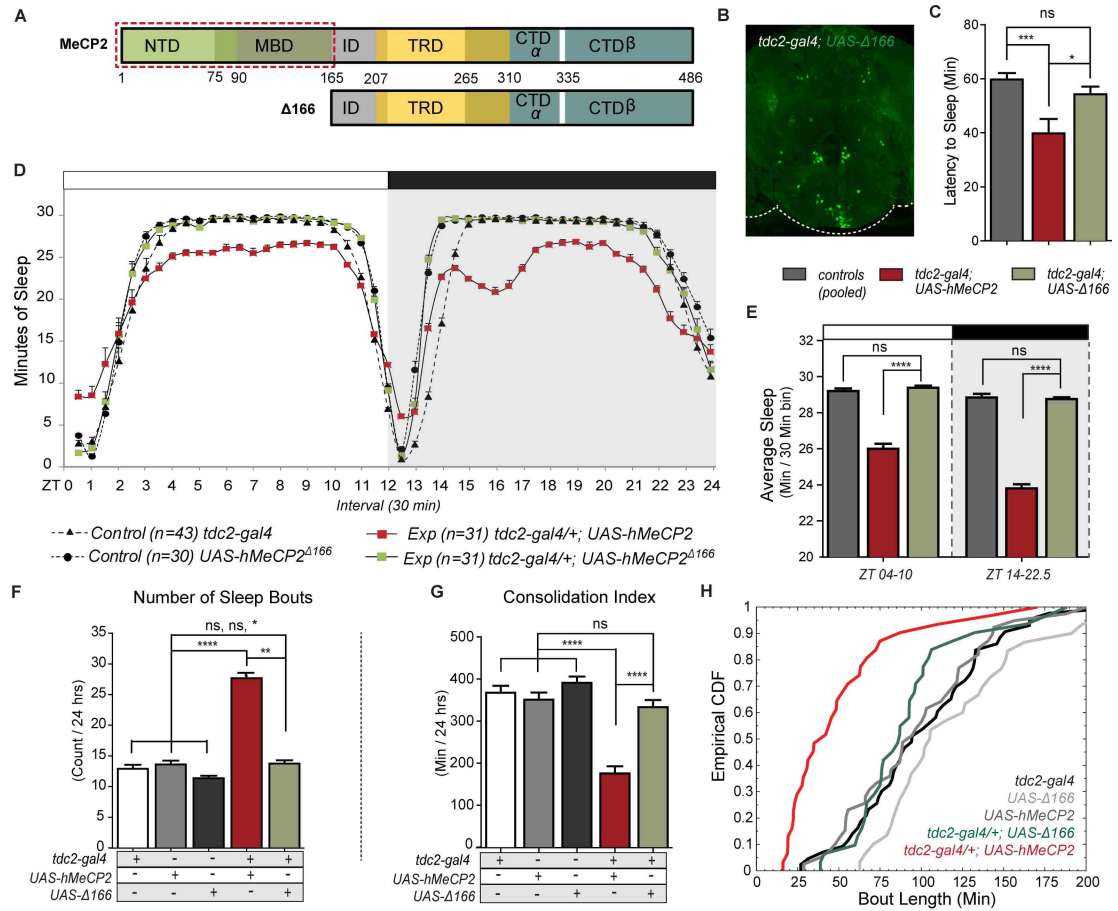 A
MeCP2
NTD MBD ID TRD CTD α CTDβ
1 75 90 165 207 265 310 335 486
Δ166
ID TRD CTD α CTDβ
B
tdc2-gal4; UAS-Δ166
C
ns
***
*
Latency to Sleep (Min)
80
60
40
20
0
controls (pooled)
tdc2-gal4; UAS-hMeCP2
tdc2-gal4; UAS-Δ166
D
Minutes of Sleep
30
25
20
15
10
5
0
ZT 0 1 2 3 4 5 6 7 8 9 10 11 12 13 14 15 16 17 18 19 20 21 22 23 24
Interval (30 min)
Control (n=43) tdc2-gal4
Exp (n=31) tdc2-gal4/+; UAS-hMeCP2
Control (n=30) UAS-hMeCP2Δ166
Exp (n=31) tdc2-gal4/+; UAS-hMeCP2Δ166
E
Average Sleep
(Min / 30 Min bin)
32
30
28
26
24
22
20
ns
****
ns
****
ZT 04-10
ZT 14-22.5
F
Number of Sleep Bouts
ns, ns, *
****
**
(Count / 24 hrs)
35
30
25
20
15
10
5
0
tdc2-gal4 + - - + +
UAS-hMeCP2 - + - + -
UAS-Δ166 - - + - +
G
Consolidation Index
ns
****
****
(Min / 24 hrs)
600
400
200
0
tdc2-gal4 + - - + +
UAS-hMeCP2 - + - + -
UAS-Δ166 - - + - +
H
Empirical CDF
1
0.9
0.8
0.7
0.6
0.5
0.4
0.3
0.2
0.1
0
tdc2-gal4
UAS-Δ166
UAS-hMeCP2
tdc2-gal4/+; UAS-Δ166
tdc2-gal4/+; UAS-hMeCP2
0 25 50 75 100 125 150 175 200
Bout Length (Min)